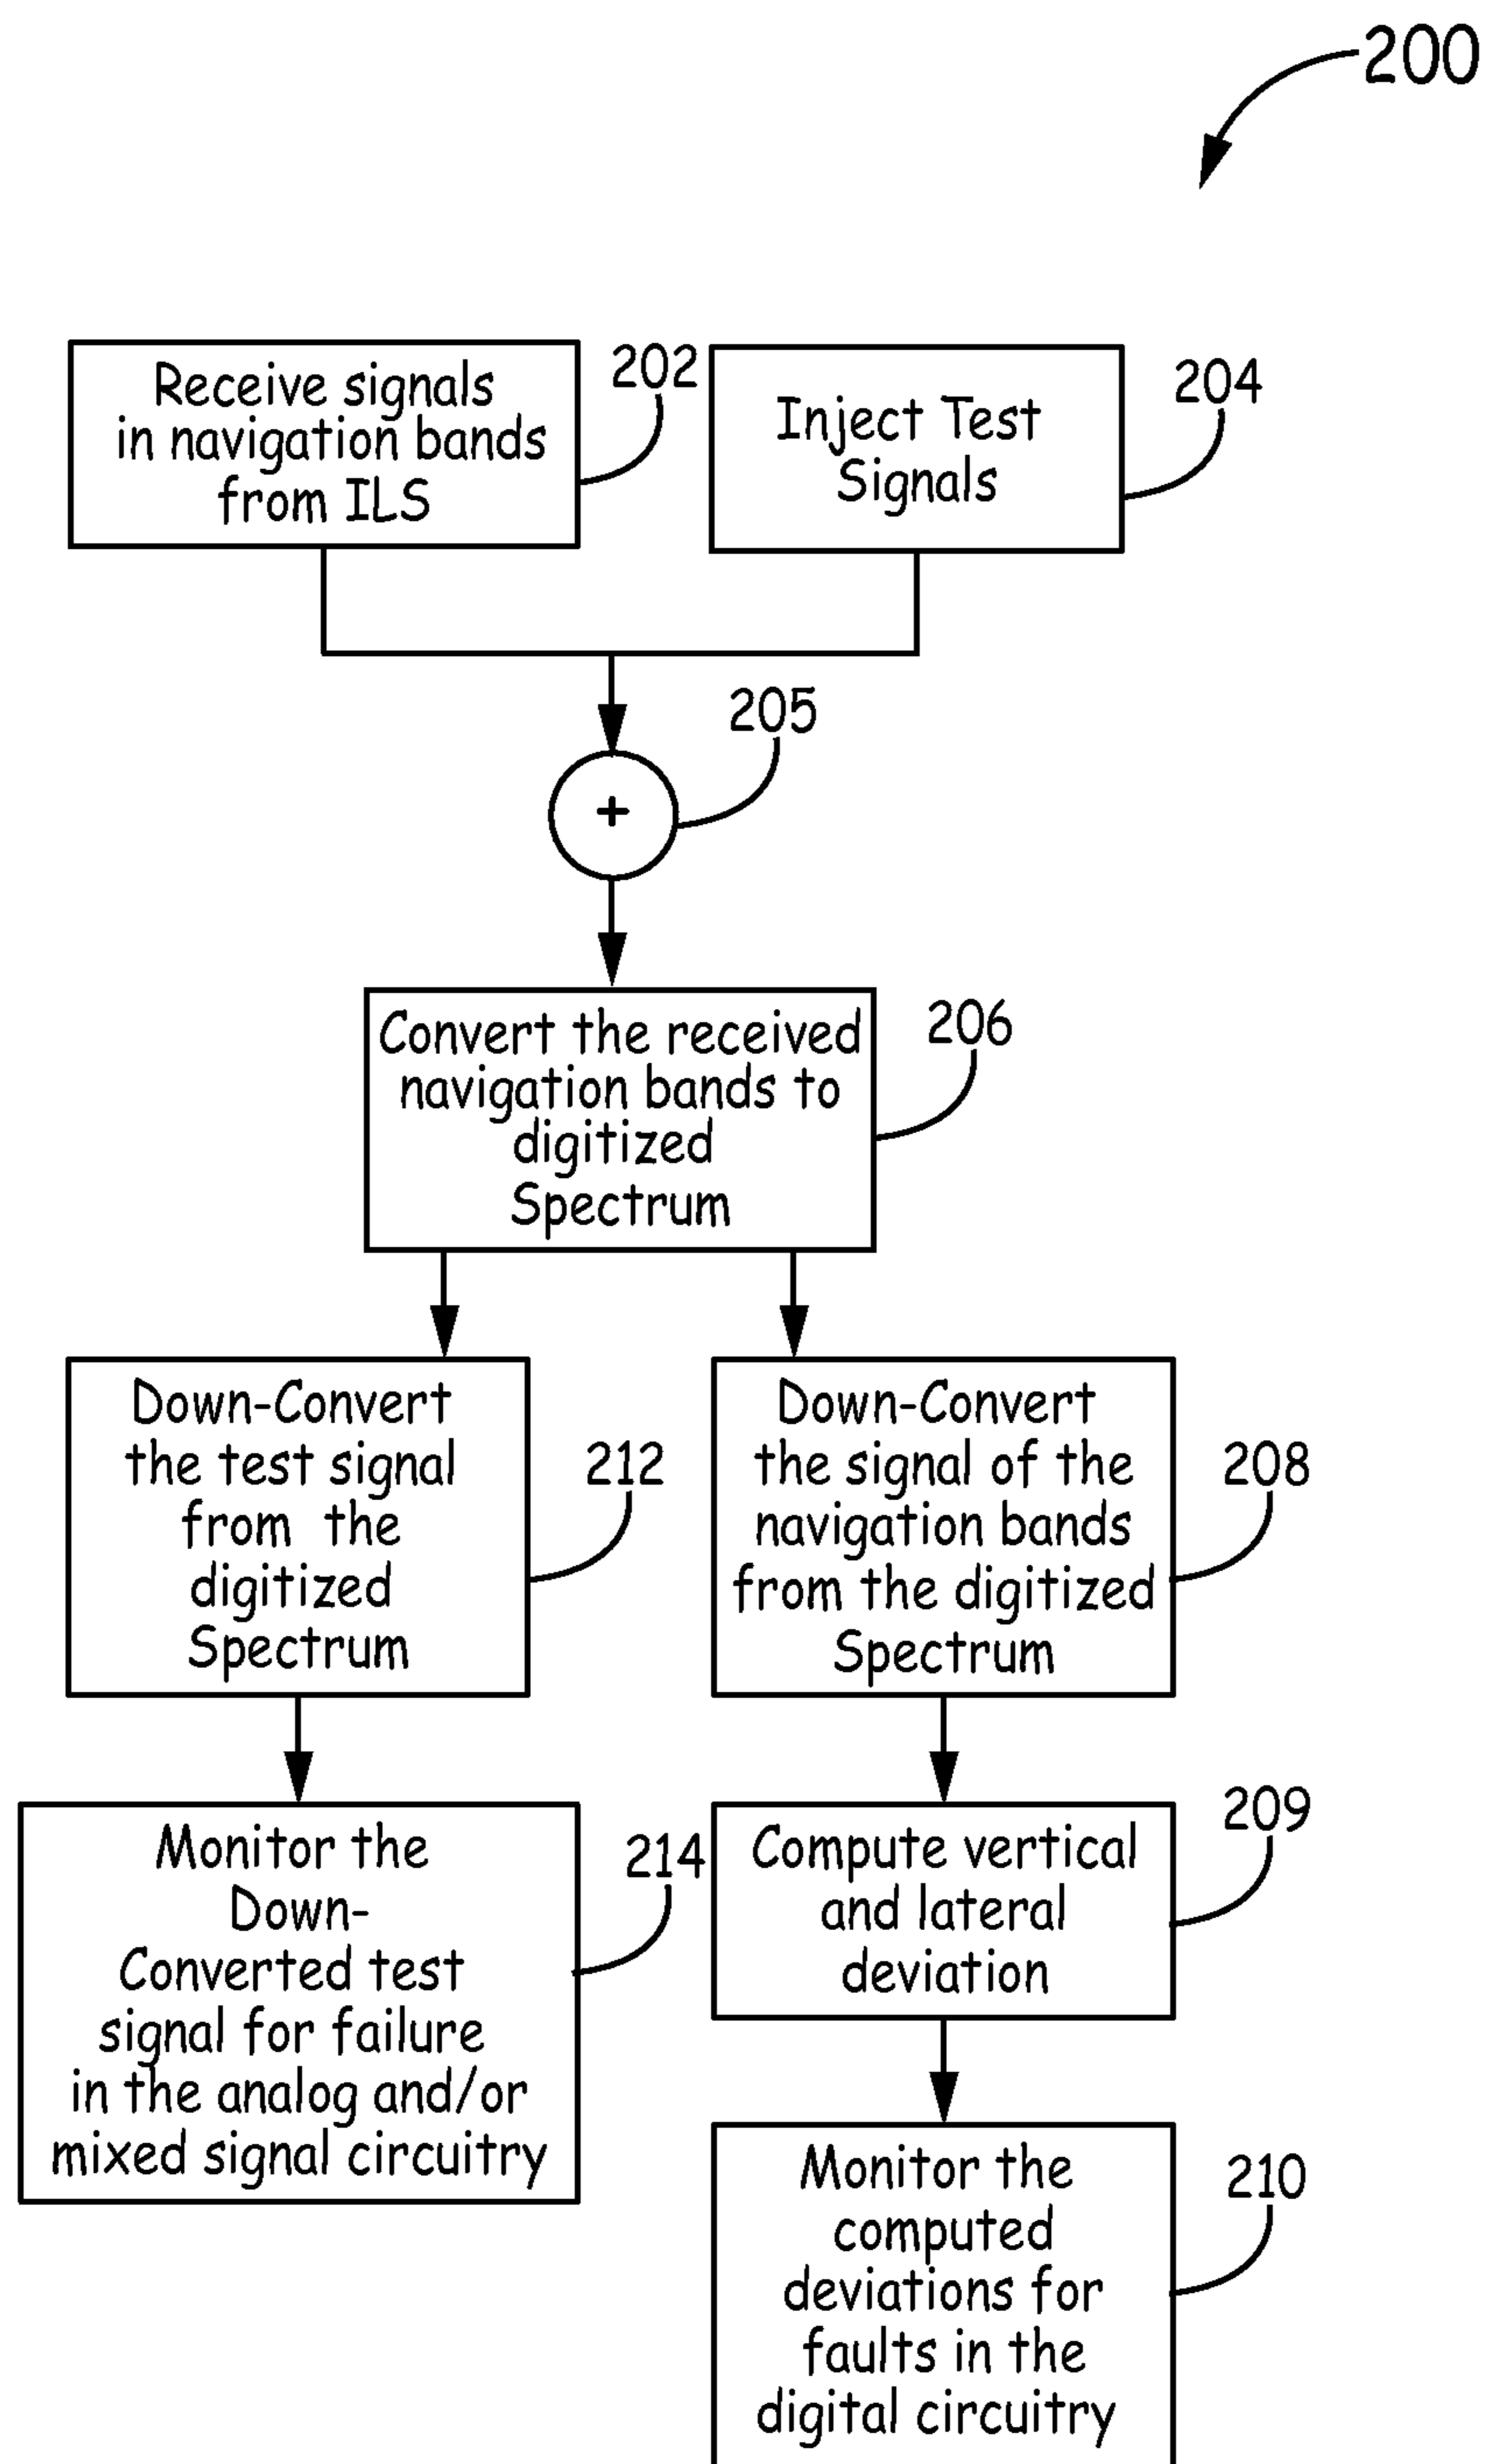 200
Receive signals
in navigation bands
from ILS
202
Inject Test
Signals
204
205
+
Convert the received
navigation bands to
digitized
Spectrum
206
Down-Convert
the test signal
from the
digitized
Spectrum
212
Down-Convert
the signal of the
navigation bands
from the digitized
Spectrum
208
Monitor the
Down-
Converted test
signal for failure
in the analog and/or
mixed signal circuitry
214
Compute vertical
and lateral
deviation
209
Monitor the
computed
deviations for
faults in the
digital circuitry
210